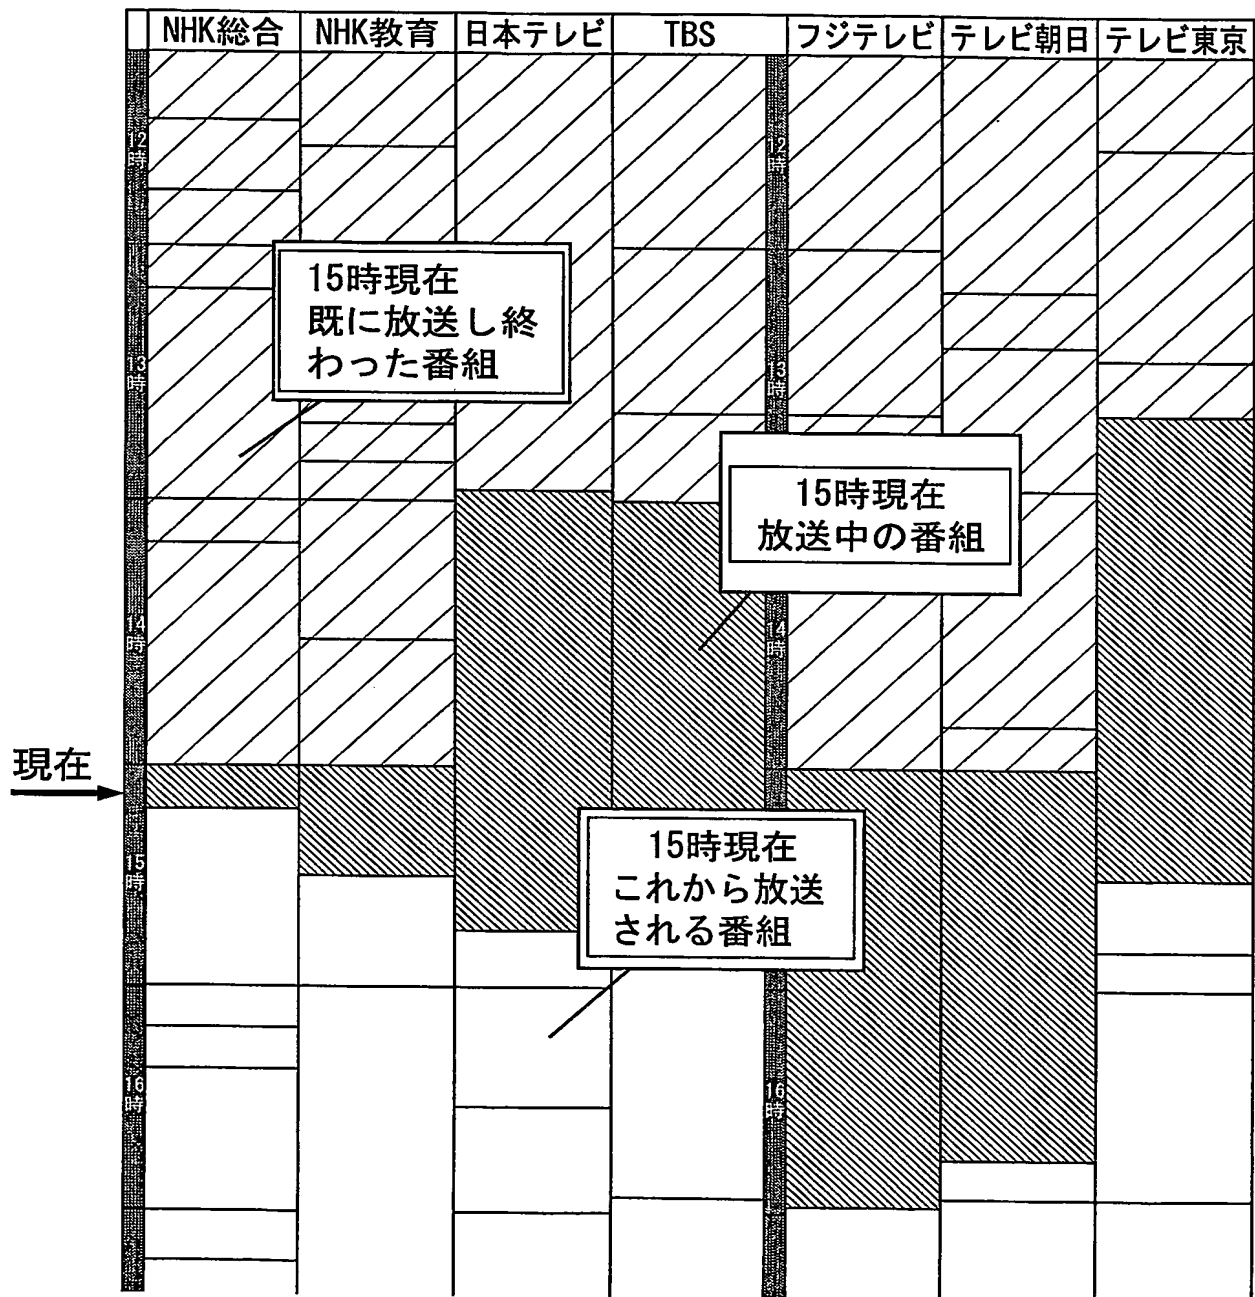 NHK総合 NHK教育 日本テレビ TBS フジテレビ テレビ朝日 テレビ東京
12時
12時
15時現在
既に放送し終
わった番組
13時
13時
15時現在
放送中の番組
14時
14時
現在
15時現在
これから放送
される番組
15時
16時
16時